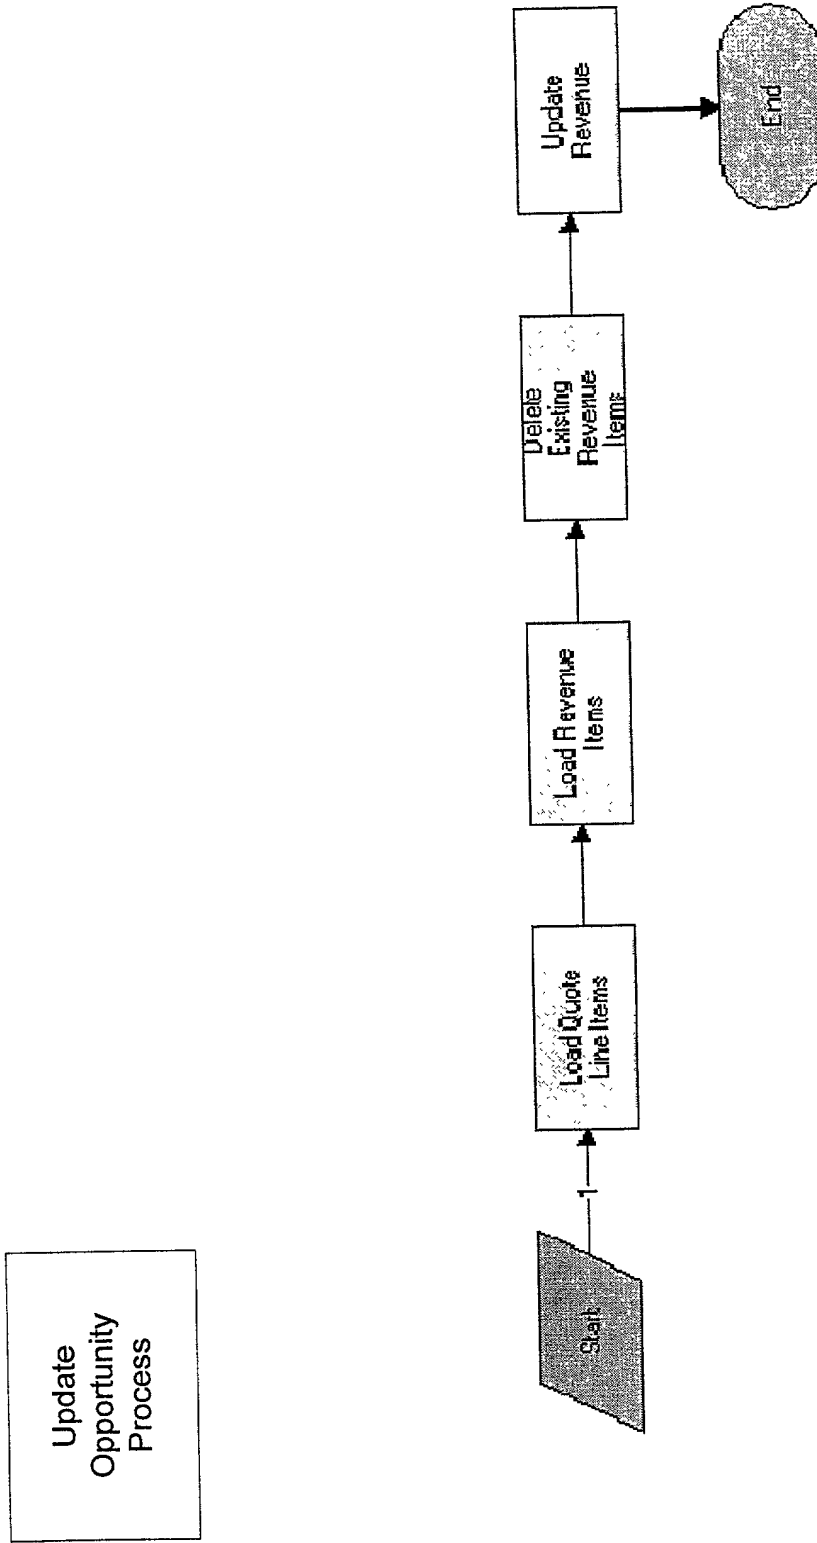 Update
Opportunity
Process
Start
1
Load Quote
Line Items
Load Revenue
Items
Delete
Existing
Revenue
Items
Update
Revenue
End